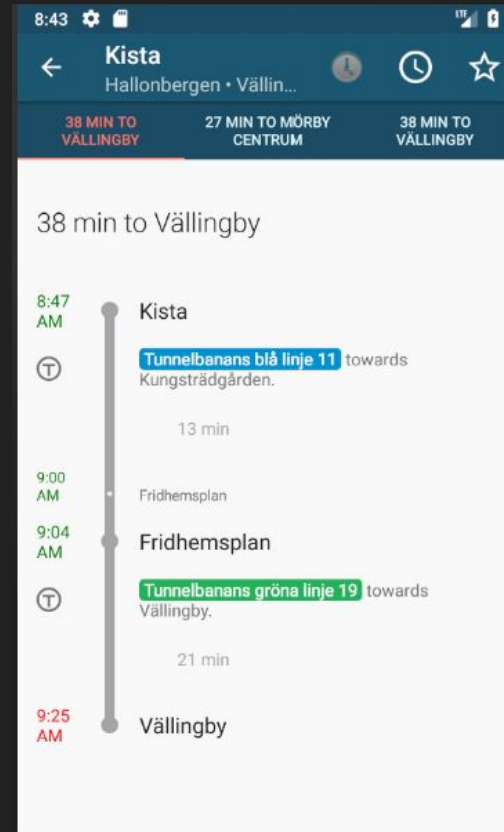 8:43
LTE
Kista
Hallonbergen • Vällin...
38 MIN TO
VÄLLINGBY
27 MIN TO MÖRBY
CENTRUM
38 MIN TO
VÄLLINGBY
38 min to Vällingby
8:47
AM
Kista
T
Tunnelbanans blå linje 11 towards
Kungsträdgården.
13 min
9:00
AM
Fridhemsplan
9:04
AM
Fridhemsplan
T
Tunnelbanans gröna linje 19 towards
Vällingby.
21 min
9:25
AM
Vällingby